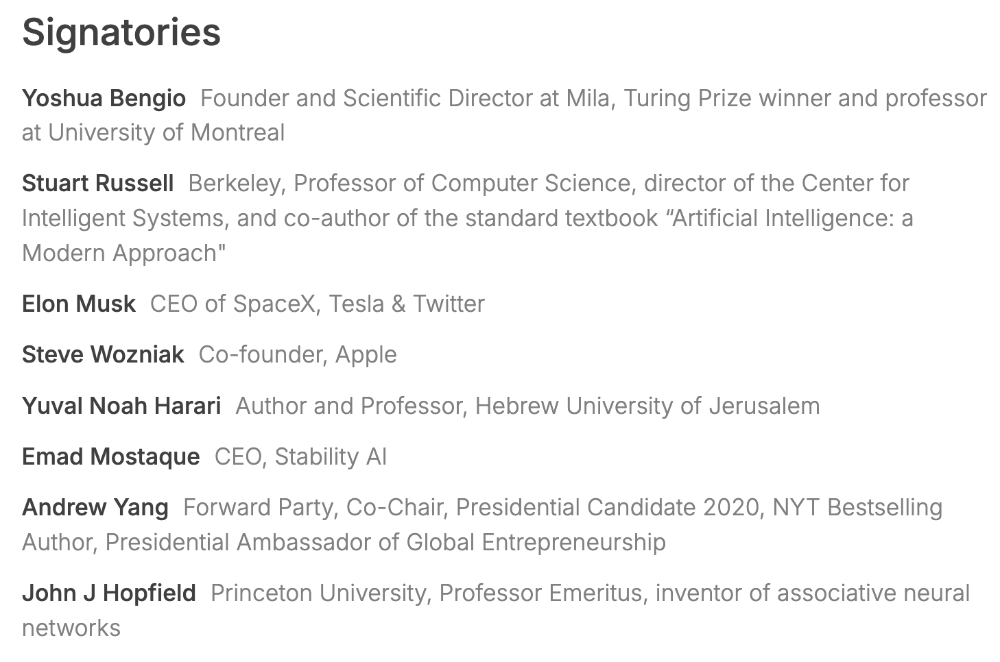 Signatories
Yoshua Bengio Founder and Scientific Director at Mila, Turing Prize winner and professor
at University of Montreal
Stuart Russell Berkeley, Professor of Computer Science, director of the Center for
Intelligent Systems, and co-author of the standard textbook “Artificial Intelligence: a
Modern Approach"
Elon Musk CEO of SpaceX, Tesla & Twitter
Steve Wozniak Co-founder, Apple
Yuval Noah Harari Author and Professor, Hebrew University of Jerusalem
Emad Mostaque CEO, Stability AI
Andrew Yang Forward Party, Co-Chair, Presidential Candidate 2020, NYT Bestselling
Author, Presidential Ambassador of Global Entrepreneurship
John J Hopfield Princeton University, Professor Emeritus, inventor of associative neural
networks